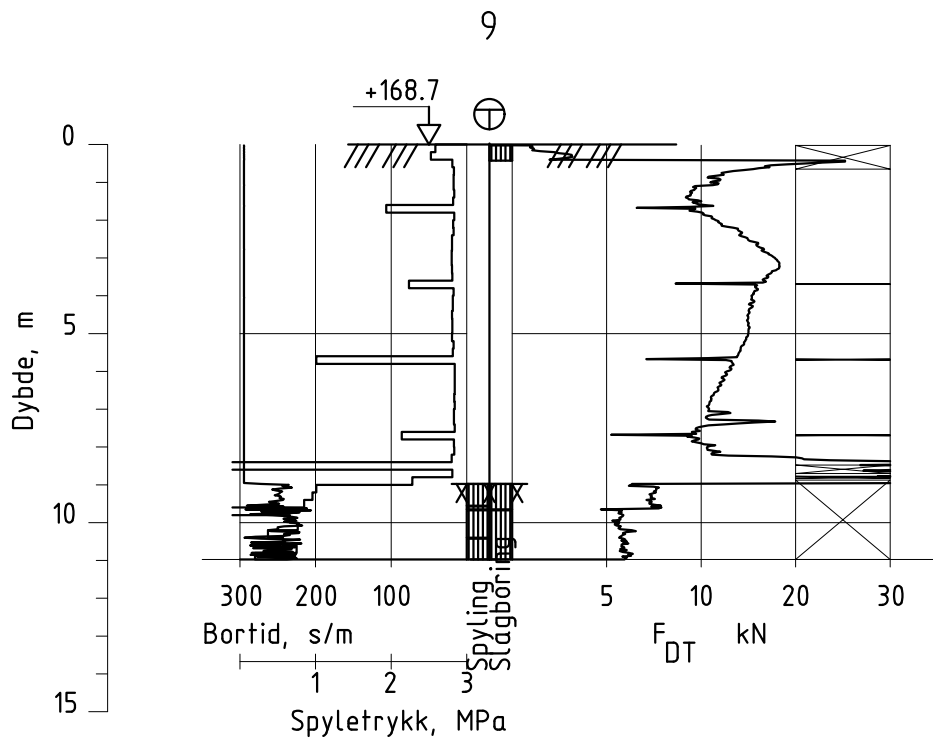 9
+168.7
0
5
10
15
Dybde, m
300 200 100
Bortid, s/m
1 2 3
Spyletrykk, MPa
Spyling
Slagboring
5 10 20 30
FDT kN